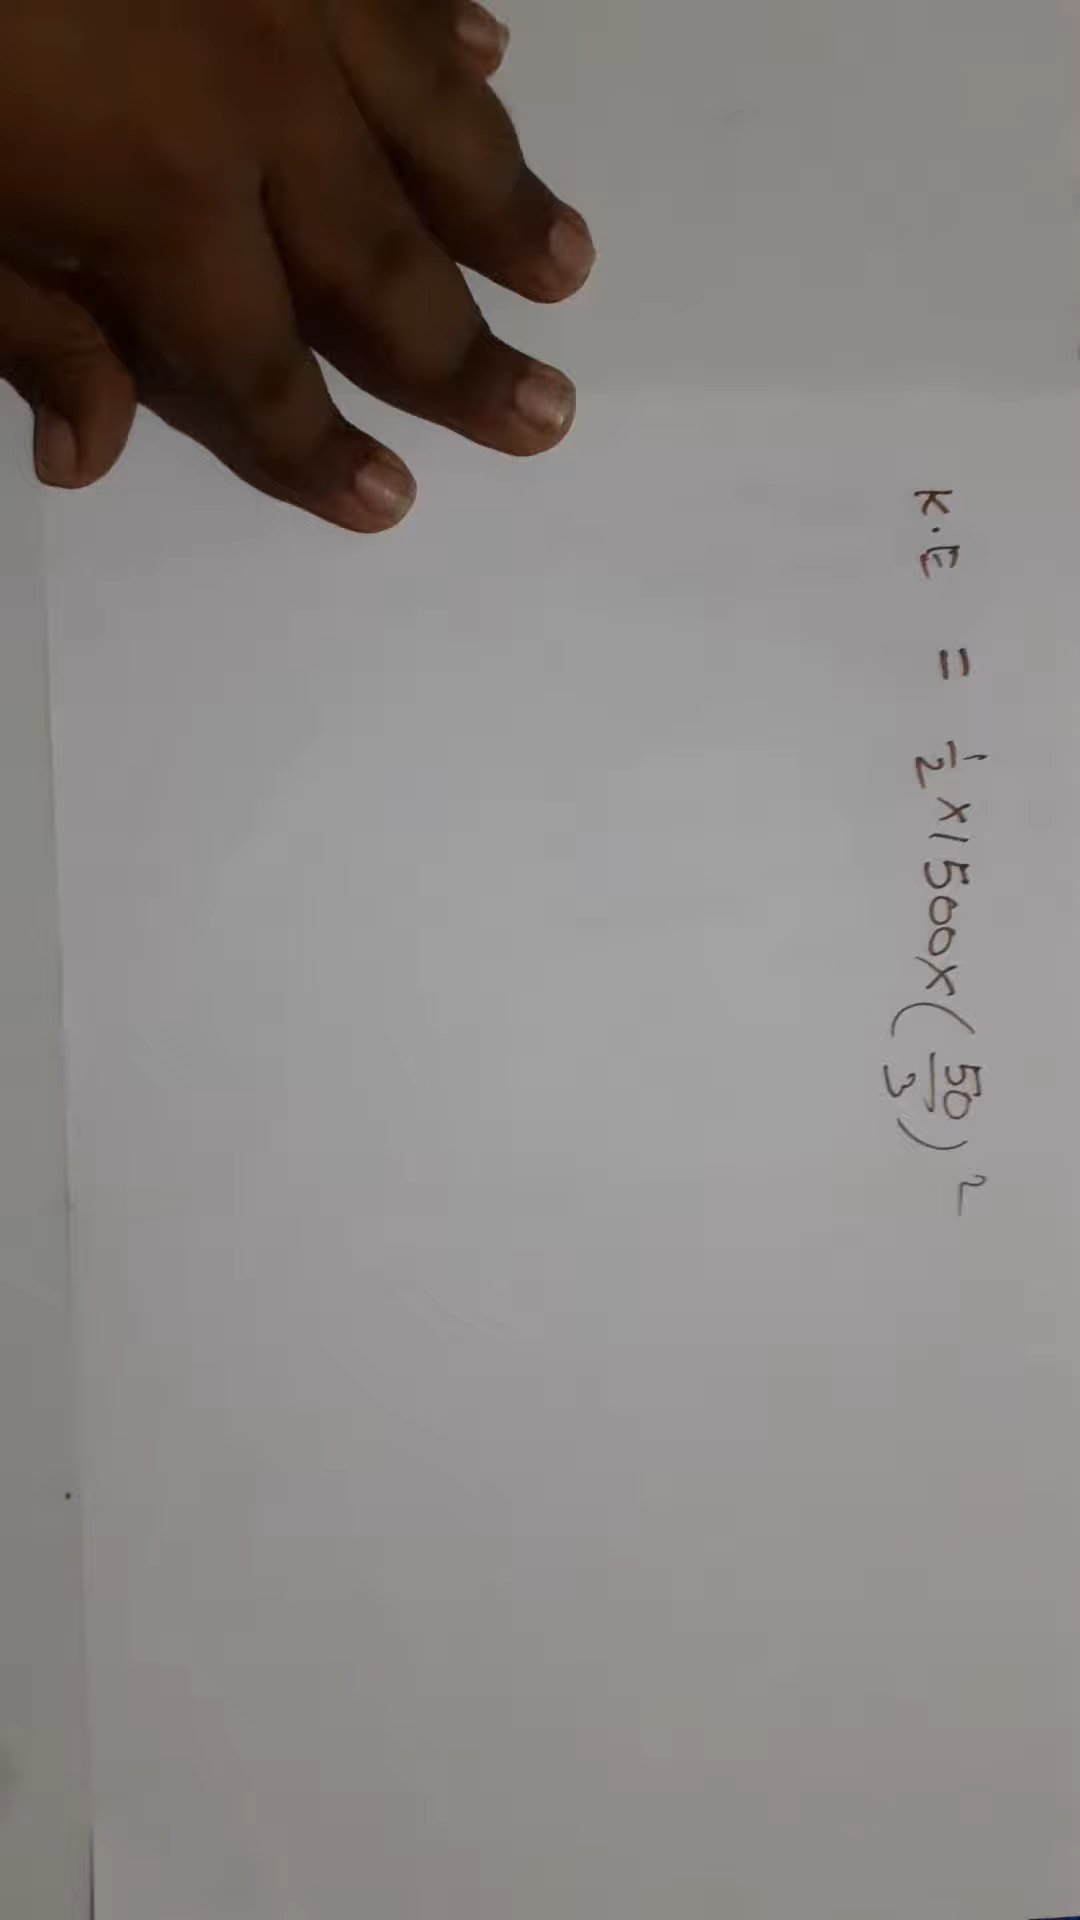 K.E = 1/2 × 1500 × (50/3)²